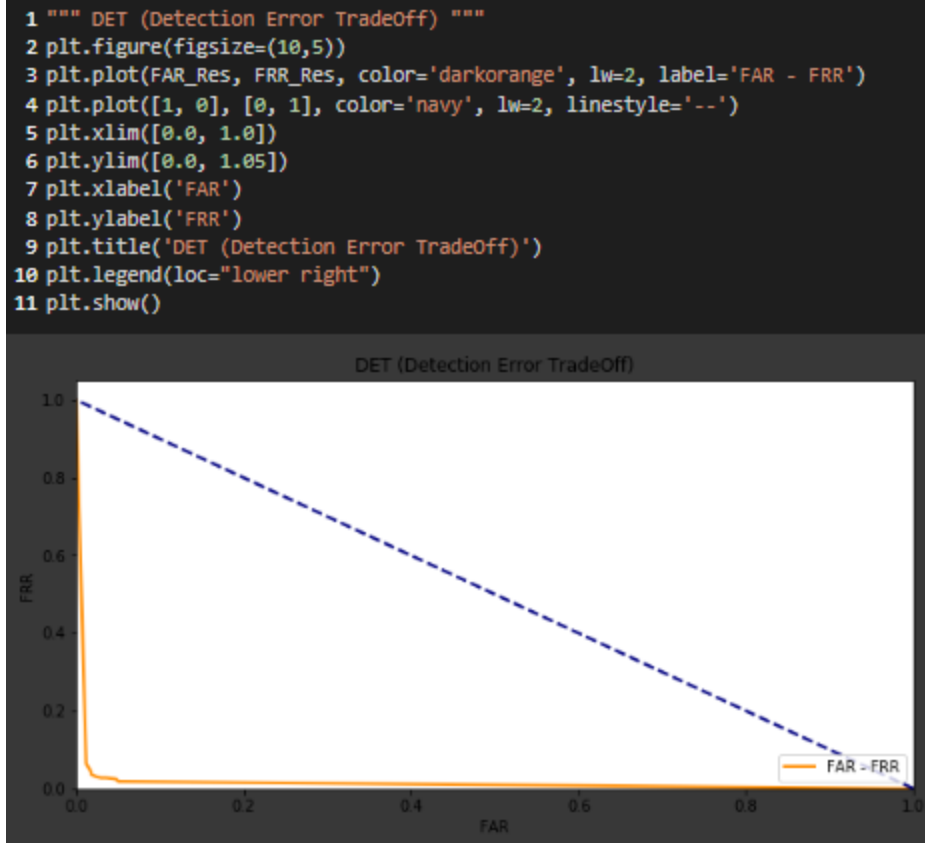 1 """ DET (Detection Error TradeOff) """
2 plt.figure(figsize=(10,5))
3 plt.plot(FAR_Res, FRR_Res, color='darkorange', lw=2, label='FAR - FRR')
4 plt.plot([1, 0], [0, 1], color='navy', lw=2, linestyle='--')
5 plt.xlim([0.0, 1.0])
6 plt.ylim([0.0, 1.05])
7 plt.xlabel('FAR')
8 plt.ylabel('FRR')
9 plt.title('DET (Detection Error TradeOff)')
10 plt.legend(loc="lower right")
11 plt.show()
DET (Detection Error TradeOff)
1.0
0.8
0.6
FRR
0.4
0.2
FAR - FRR
0.0
0.0 0.2 0.4 0.6 0.8 1.0
FAR